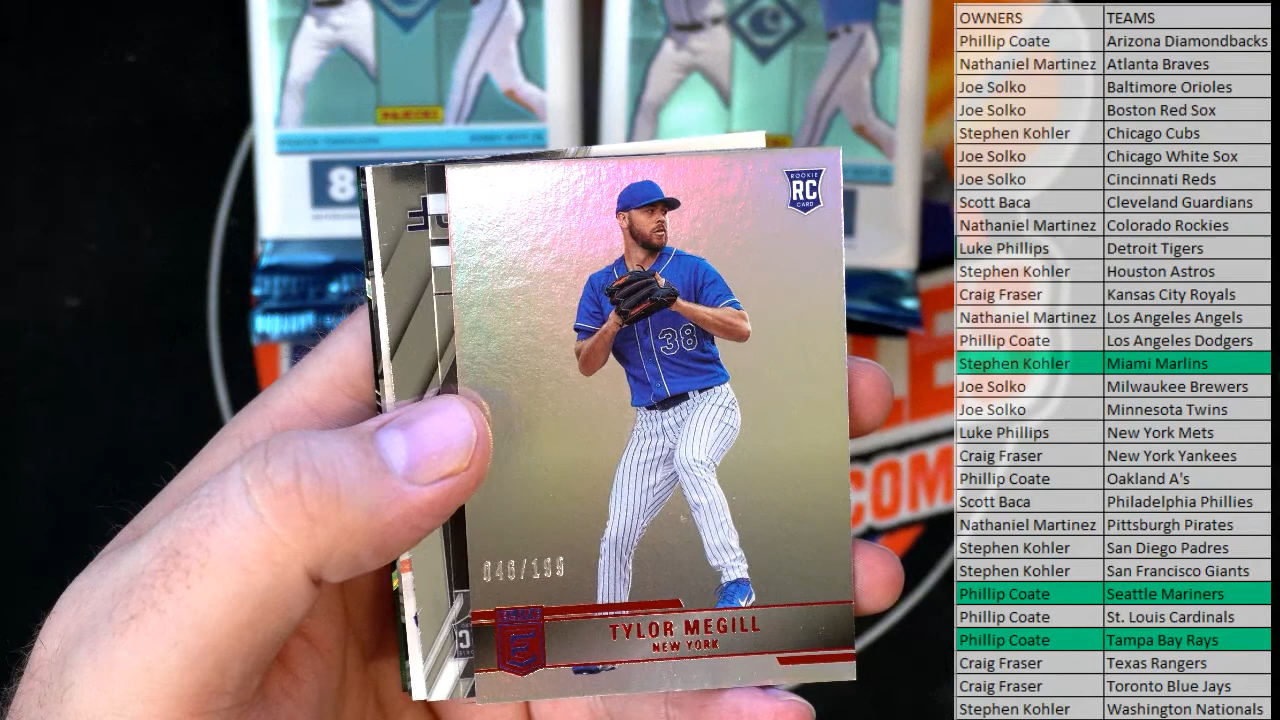 PANINI
8
ROOKIE
RC
CARD
38
046/199
E
TYLOR MEGILL
NEW YORK
COM
OWNERS TEAMS
Phillip Coate Arizona Diamondbacks
Nathaniel Martinez Atlanta Braves
Joe Solko Baltimore Orioles
Joe Solko Boston Red Sox
Stephen Kohler Chicago Cubs
Joe Solko Chicago White Sox
Joe Solko Cincinnati Reds
Scott Baca Cleveland Guardians
Nathaniel Martinez Colorado Rockies
Luke Phillips Detroit Tigers
Stephen Kohler Houston Astros
Craig Fraser Kansas City Royals
Nathaniel Martinez Los Angeles Angels
Phillip Coate Los Angeles Dodgers
Stephen Kohler Miami Marlins
Joe Solko Milwaukee Brewers
Joe Solko Minnesota Twins
Luke Phillips New York Mets
Craig Fraser New York Yankees
Phillip Coate Oakland A's
Scott Baca Philadelphia Phillies
Nathaniel Martinez Pittsburgh Pirates
Stephen Kohler San Diego Padres
Stephen Kohler San Francisco Giants
Phillip Coate Seattle Mariners
Phillip Coate St. Louis Cardinals
Phillip Coate Tampa Bay Rays
Craig Fraser Texas Rangers
Craig Fraser Toronto Blue Jays
Stephen Kohler Washington Nationals